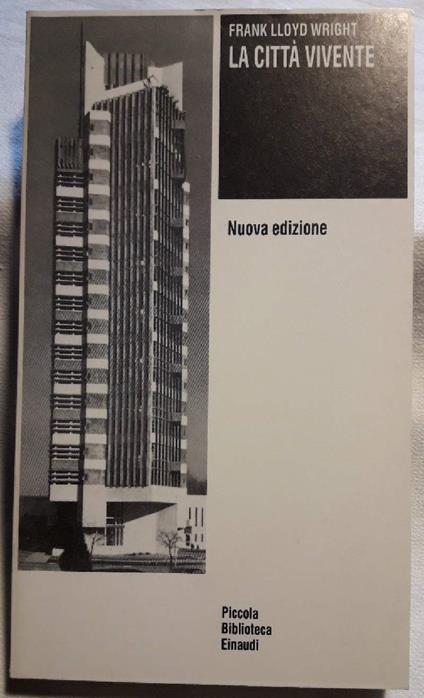 FRANK LLOYD WRIGHT
LA CITTÀ VIVENTE
Nuova edizione
Piccola
Biblioteca
Einaudi